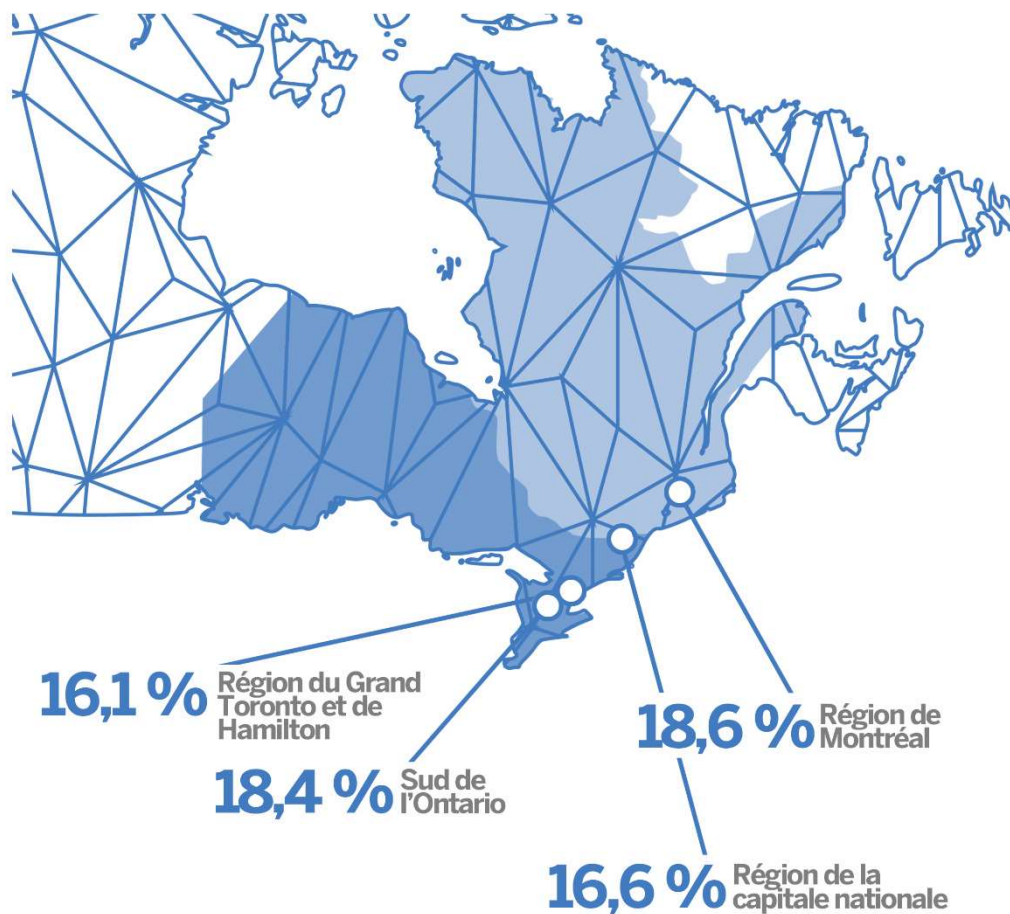 16,1 % Région du Grand
Toronto et de
Hamilton
18,4 % Sud de
l'Ontario
18,6 % Région de
Montréal
16,6 % Région de la
capitale nationale